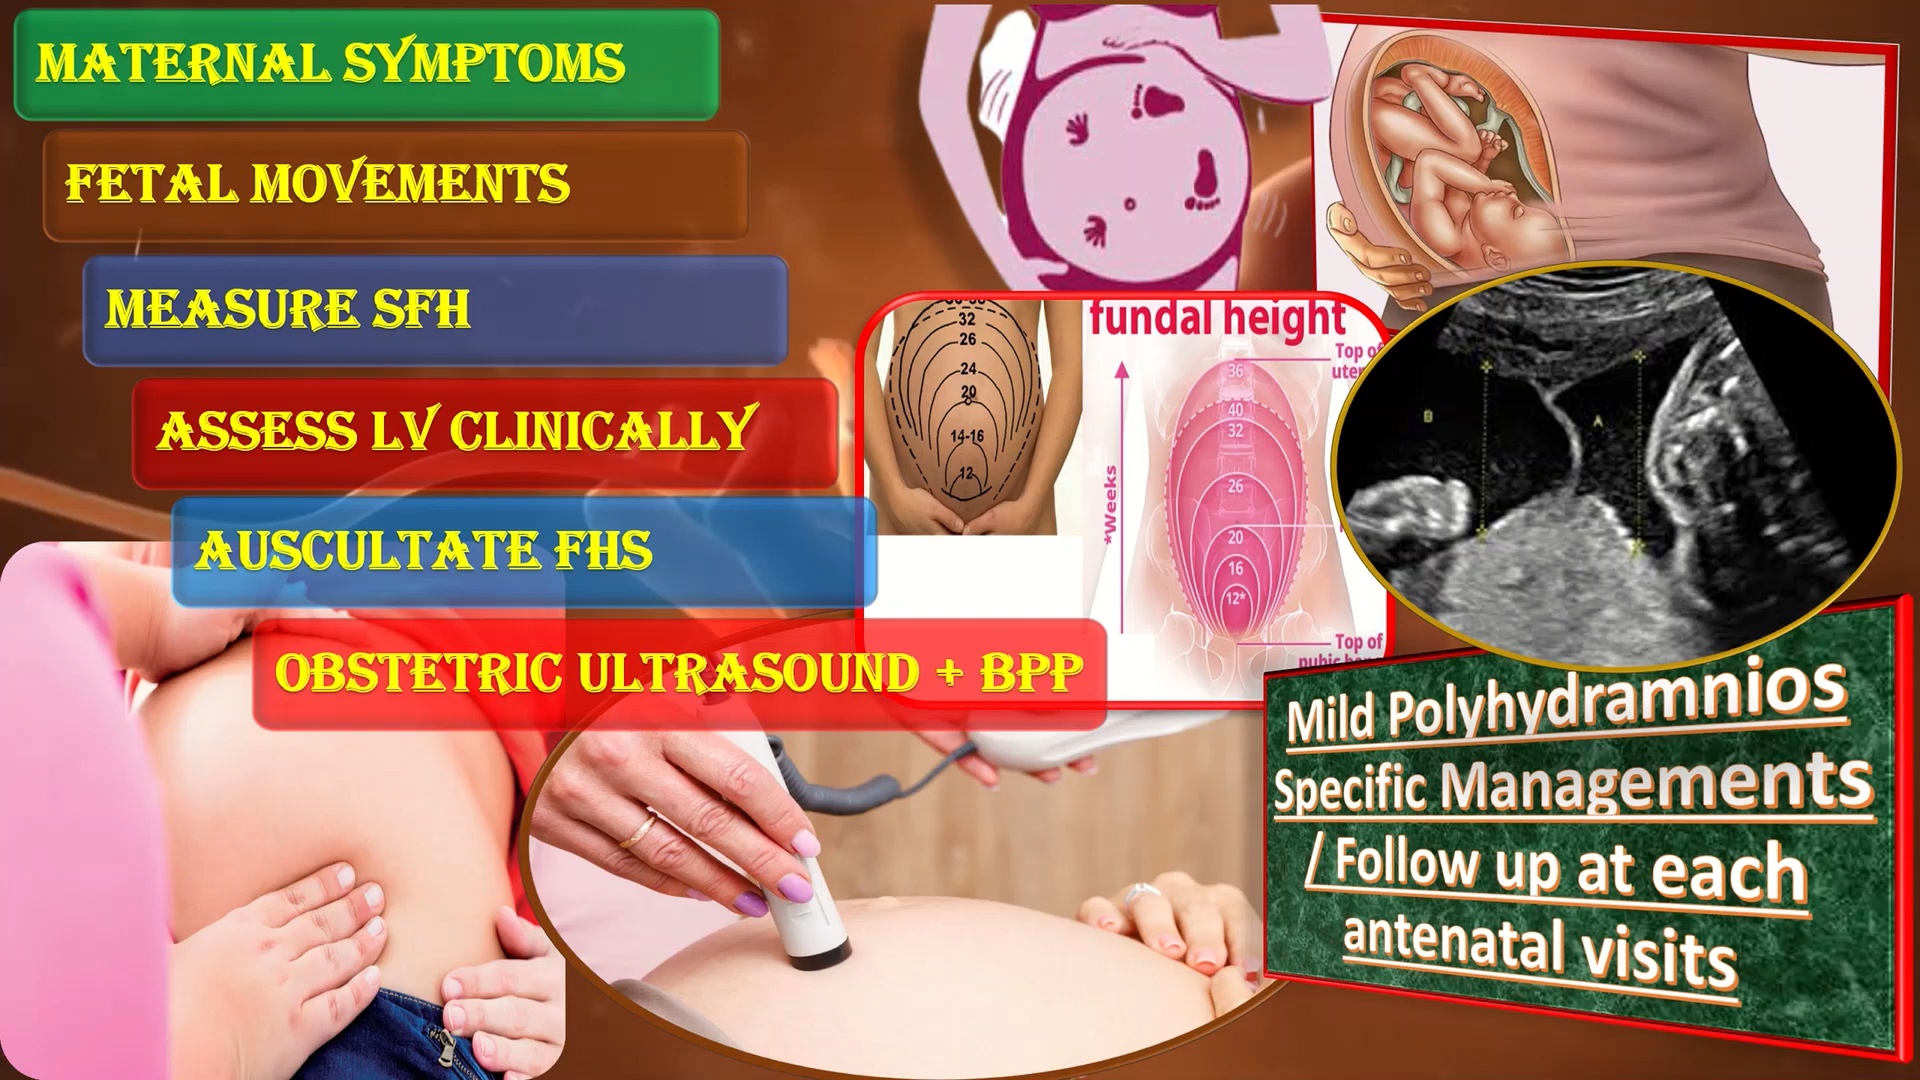 MATERNAL SYMPTOMS
FETAL MOVEMENTS
MEASURE SFH
ASSESS LV CLINICALLY
AUSCULTATE FHS
OBSTETRIC ULTRASOUND + BPP
32
26
24
20
14-16
12
fundal height
Top of
*Weeks
36
40
32
26
20
16
12*
Top of
B
A
Mild Polyhydramnios
Specific Managements
/ Follow up at each
antenatal visits